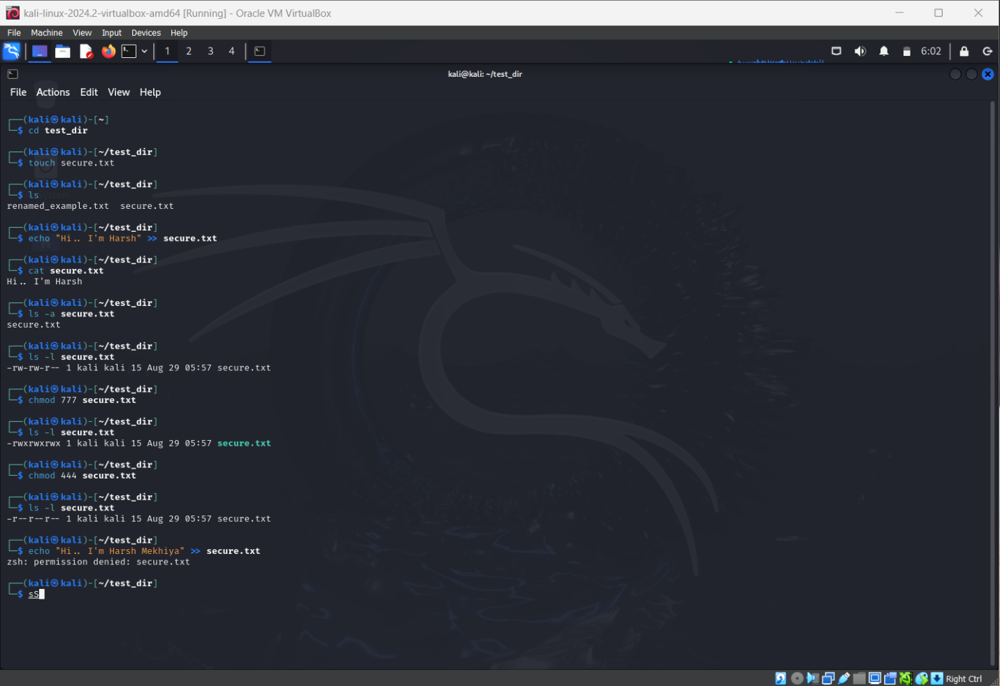 kali-linux-2024.2-virtualbox-amd64 [Running] - Oracle VM VirtualBox
File Machine View Input Devices Help
1 2 3 4 6:02
kali@kali: ~/test_dir
File Actions Edit View Help
┌──(kali㉿kali)-[~]
└─$ cd test_dir
┌──(kali㉿kali)-[~/test_dir]
└─$ touch secure.txt
┌──(kali㉿kali)-[~/test_dir]
└─$ ls
renamed_example.txt  secure.txt
┌──(kali㉿kali)-[~/test_dir]
└─$ echo "Hi.. I'm Harsh" >> secure.txt
┌──(kali㉿kali)-[~/test_dir]
└─$ cat secure.txt
Hi.. I'm Harsh
┌──(kali㉿kali)-[~/test_dir]
└─$ ls -a secure.txt
secure.txt
┌──(kali㉿kali)-[~/test_dir]
└─$ ls -l secure.txt
-rw-rw-r-- 1 kali kali 15 Aug 29 05:57 secure.txt
┌──(kali㉿kali)-[~/test_dir]
└─$ chmod 777 secure.txt
┌──(kali㉿kali)-[~/test_dir]
└─$ ls -l secure.txt
-rwxrwxrwx 1 kali kali 15 Aug 29 05:57 secure.txt
┌──(kali㉿kali)-[~/test_dir]
└─$ chmod 444 secure.txt
┌──(kali㉿kali)-[~/test_dir]
└─$ ls -l secure.txt
-r--r--r-- 1 kali kali 15 Aug 29 05:57 secure.txt
┌──(kali㉿kali)-[~/test_dir]
└─$ echo "Hi.. I'm Harsh Mekhiya" >> secure.txt
zsh: permission denied: secure.txt
┌──(kali㉿kali)-[~/test_dir]
└─$ sS
Right Ctrl